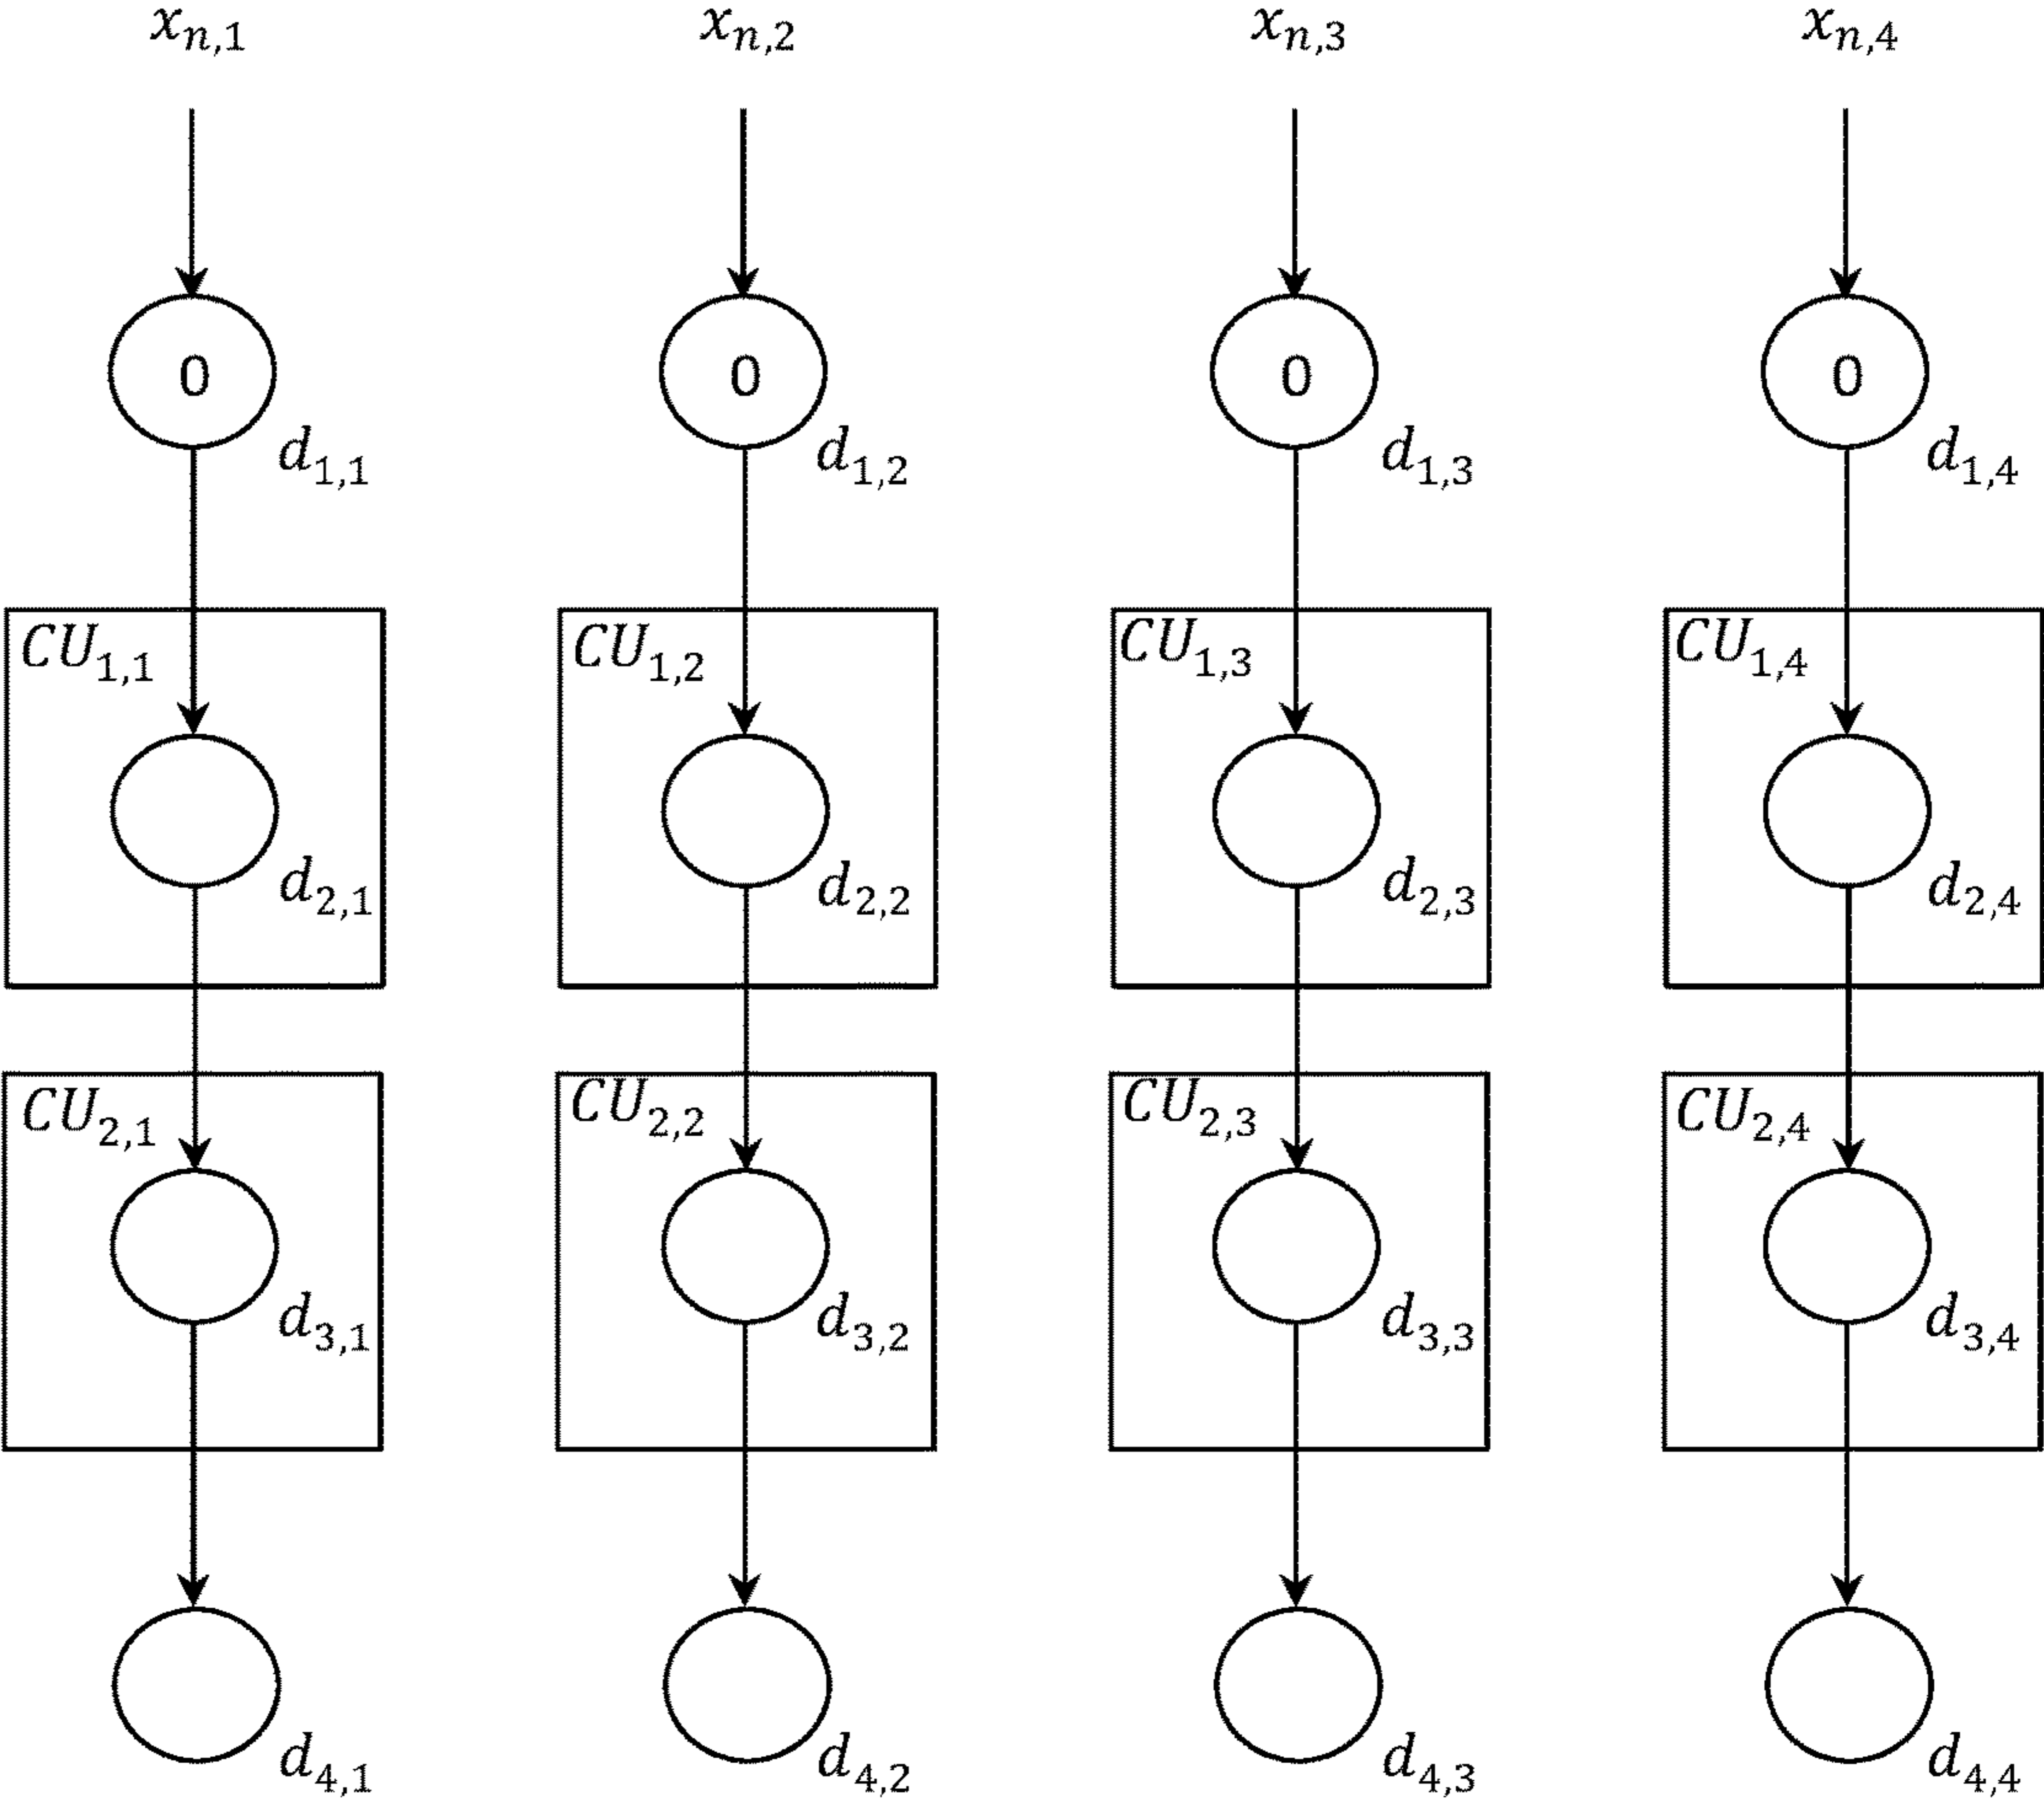 x_{n,1} x_{n,2} x_{n,3} x_{n,4}
0 0 0 0
d_{1,1} d_{1,2} d_{1,3} d_{1,4}
CU_{1,1} CU_{1,2} CU_{1,3} CU_{1,4}
d_{2,1} d_{2,2} d_{2,3} d_{2,4}
CU_{2,1} CU_{2,2} CU_{2,3} CU_{2,4}
d_{3,1} d_{3,2} d_{3,3} d_{3,4}
d_{4,1} d_{4,2} d_{4,3} d_{4,4}